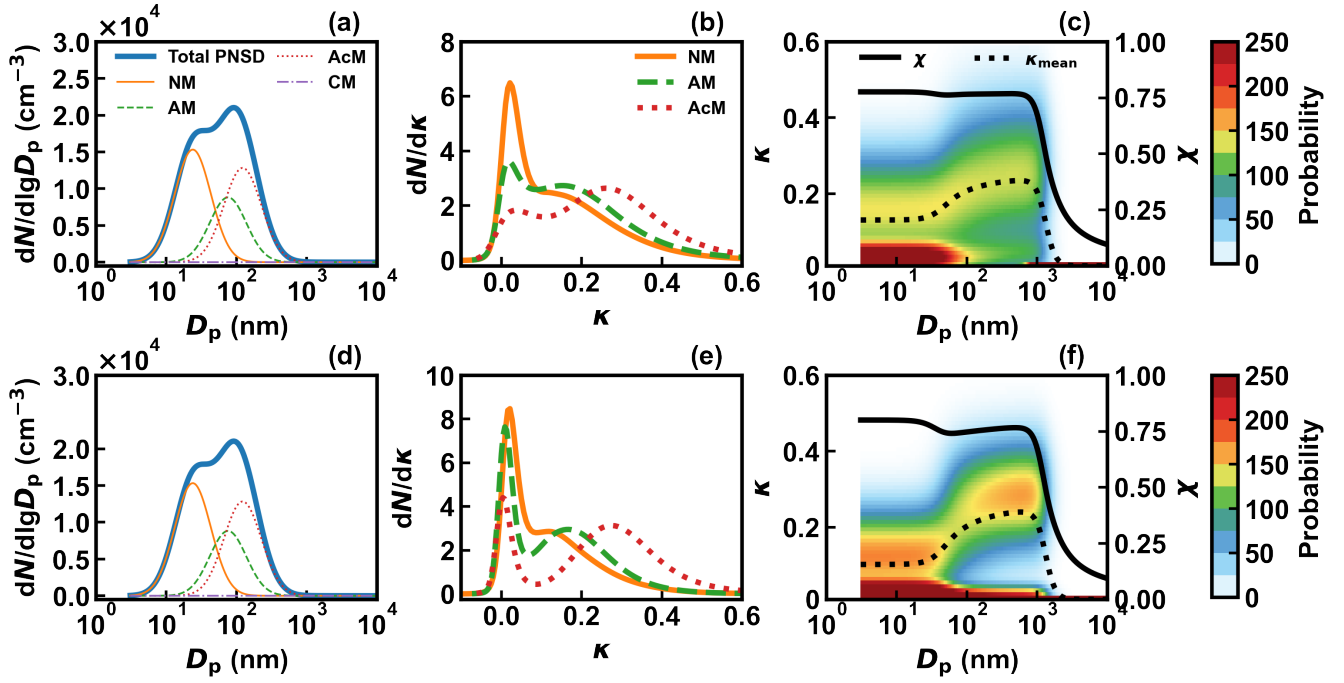 ×10⁴
(a)
3.0
2.5
2.0
1.5
1.0
0.5
0.0
dN/dlgDₚ (cm⁻³)
Total PNSD
NM
AM
AcM
CM
10⁰ 10¹ 10² 10³ 10⁴
Dₚ (nm)
(b)
8
6
4
2
0
dN/dκ
NM
AM
AcM
0.0 0.2 0.4 0.6
κ
(c)
0.6
0.4
0.2
0.0
κ
χ
κmean
1.00
0.75
0.50
0.25
0.00
χ
10⁰ 10¹ 10² 10³ 10⁴
Dₚ (nm)
250
200
150
100
50
0
Probability
×10⁴
(d)
3.0
2.0
1.5
1.0
0.5
0.0
dN/dlgDₚ (cm⁻³)
10⁰ 10¹ 10² 10³ 10⁴
Dₚ (nm)
(e)
10
8
6
4
2
0
dN/dκ
0.0 0.2 0.4 0.6
κ
(f)
0.6
0.4
0.2
0.0
κ
1.00
0.75
0.50
0.25
0.00
χ
10⁰ 10¹ 10² 10³ 10⁴
Dₚ (nm)
250
200
150
100
50
0
Probability